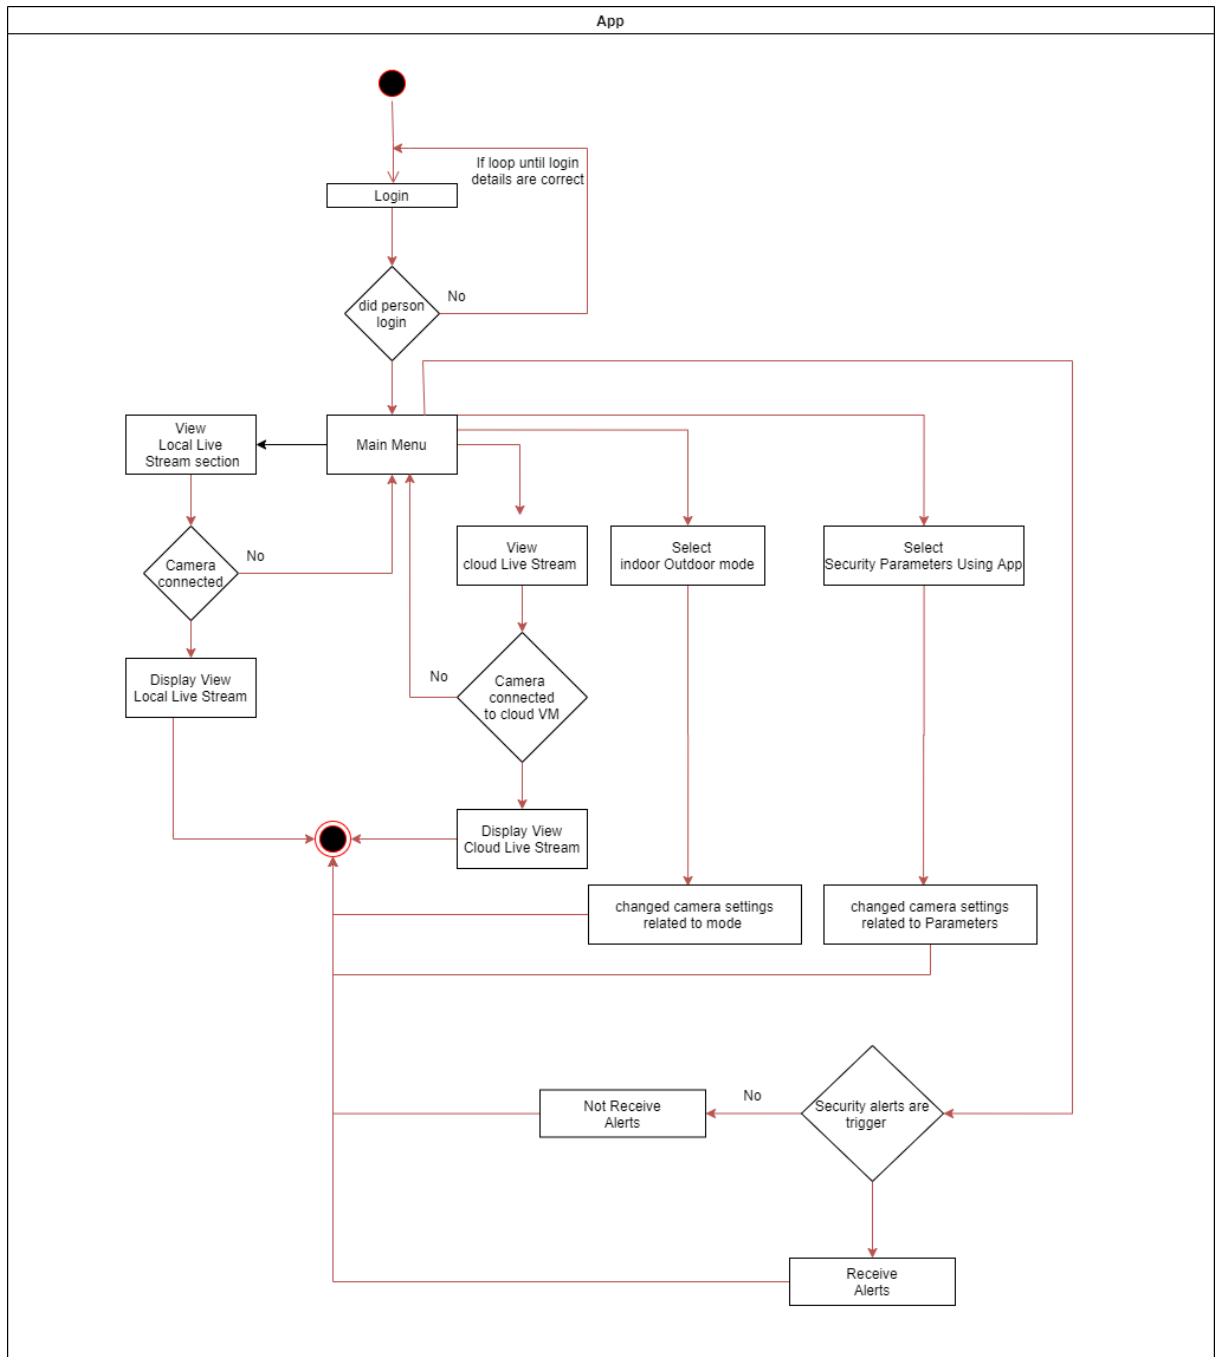 App
If loop until login
details are correct
Login
No
did person
login
View
Local Live
Stream section
Main Menu
No
Camera
connected
View
cloud Live Stream
Select
indoor Outdoor mode
Select
Security Parameters Using App
Display View
Local Live Stream
No
Camera
connected
to cloud VM
Display View
Cloud Live Stream
changed camera settings
related to mode
changed camera settings
related to Parameters
Not Receive
Alerts
No
Security alerts are
trigger
Receive
Alerts